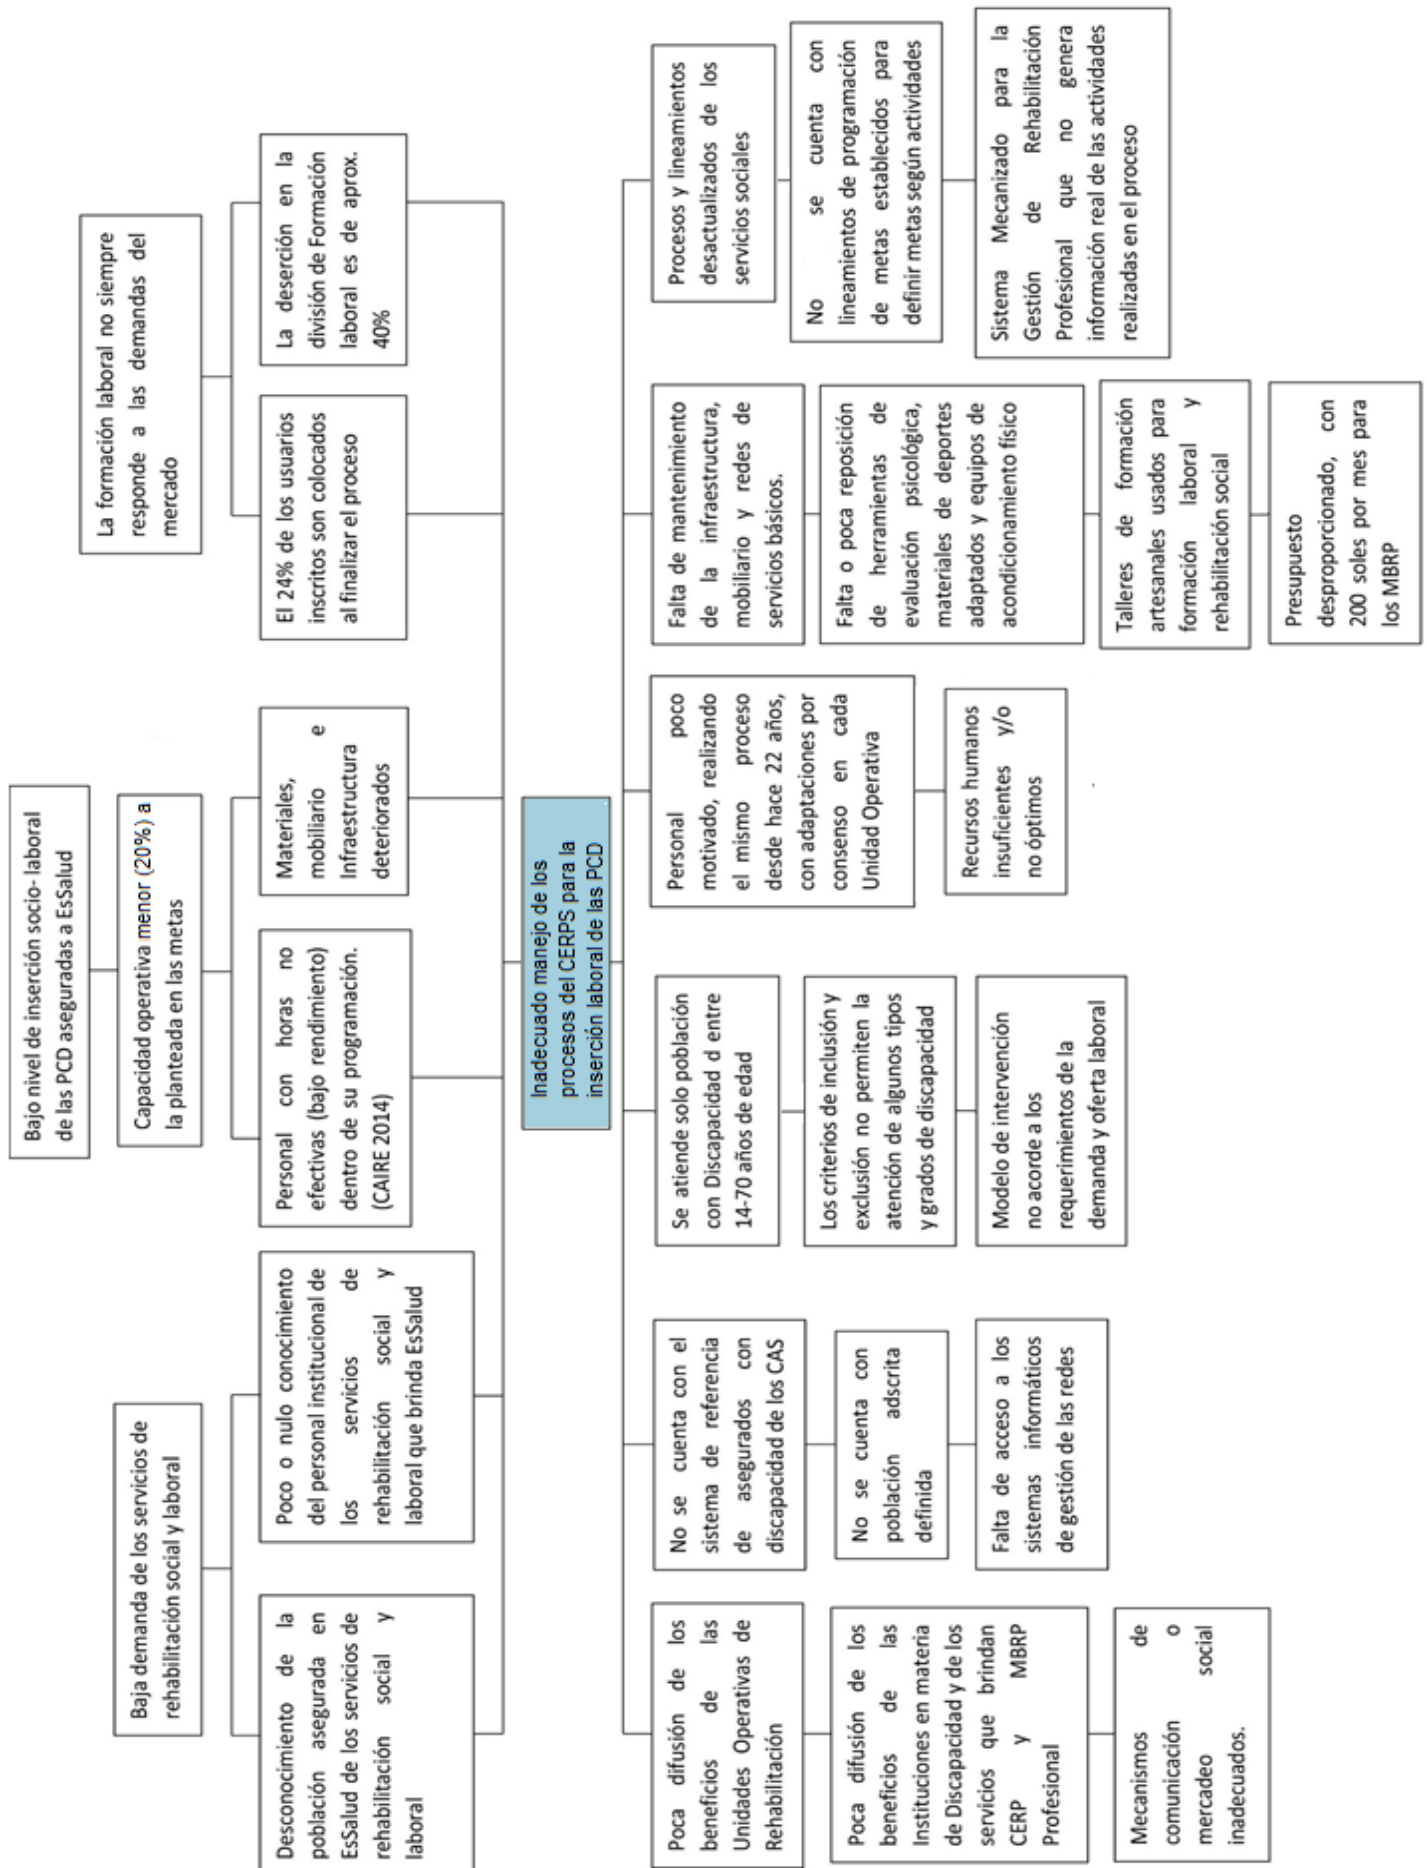 Bajo nivel de inserción socio- laboral
de las PCD aseguradas a EsSalud
Baja demanda de los servicios de
rehabilitación social y laboral
Capacidad operativa menor (20%) a
la planteada en las metas
La formación laboral no siempre
responde a las demandas del
mercado
Desconocimiento de la
población asegurada en
EsSalud de los servicios de
rehabilitación social y
laboral
Poco o nulo conocimiento
del personal institucional de
los servicios de
rehabilitación social y
laboral que brinda EsSalud
Personal con horas no
efectivas (bajo rendimiento)
dentro de su programación.
(CAIRE 2014)
Materiales,
mobiliario e
Infraestructura
deteriorados
El 24% de los usuarios
inscritos son colocados
al finalizar el proceso
La deserción en la
división de Formación
laboral es de aprox.
40%
Inadecuado manejo de los
procesos del CERPS para la
inserción laboral de las PCD
Poca difusión de los
beneficios de las
Unidades Operativas de
Rehabilitación
Poca difusión de los
beneficios de las
Instituciones en materia
de Discapacidad y de los
servicios que brindan
CERP y MBRP
Profesional
Mecanismos de
comunicación o
mercadeo social
inadecuados.
No se cuenta con el
sistema de referencia
de asegurados con
discapacidad de los CAS
No se cuenta con
población adscrita
definida
Falta de acceso a los
sistemas informáticos
de gestión de las redes
Se atiende solo población
con Discapacidad d entre
14-70 años de edad
Los criterios de inclusión y
exclusión no permiten la
atención de algunos tipos
y grados de discapacidad
Modelo de intervención
no acorde a los
requerimientos de la
demanda y oferta laboral
Personal poco
motivado, realizando
el mismo proceso
desde hace 22 años,
con adaptaciones por
consenso en cada
Unidad Operativa
Recursos humanos
insuficientes y/o
no óptimos
Falta de mantenimiento
de la infraestructura,
mobiliario y redes de
servicios básicos.
Falta o poca reposición
de herramientas de
evaluación psicológica,
materiales de deportes
adaptados y equipos de
acondicionamiento físico
Talleres de formación
artesanales usados para
formación laboral y
rehabilitación social
Presupuesto
desproporcionado, con
200 soles por mes para
los MBRP
Procesos y lineamientos
desactualizados de los
servicios sociales
No se cuenta con
lineamientos de programación
de metas establecidos para
definir metas según actividades
Sistema Mecanizado para la
Gestión de Rehabilitación
Profesional que no genera
información real de las actividades
realizadas en el proceso